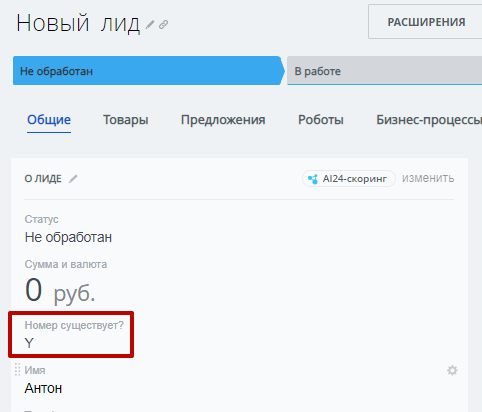 Новый лид
РАСШИРЕНИЯ
Не обработан
В работе
Общие Товары Предложения Роботы Бизнес-процессы
О ЛИДЕ
AI24-скоринг
изменить
Статус
Не обработан
Сумма и валюта
0 руб.
Номер существует?
Y
Имя
Антон